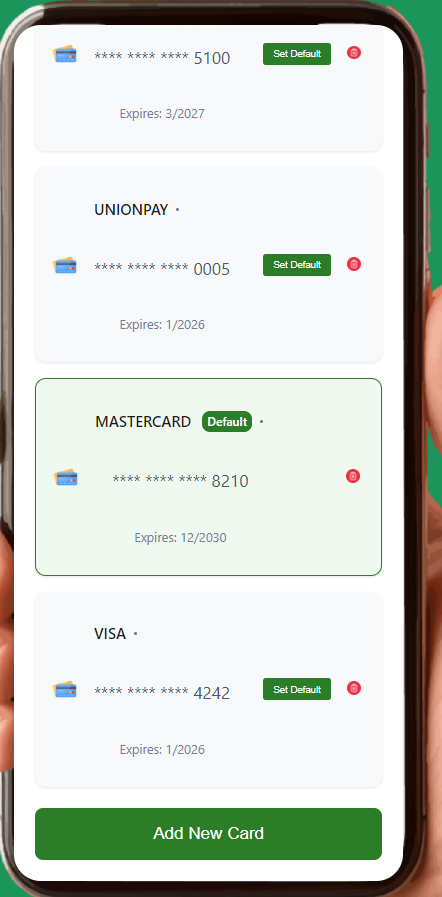 **** **** **** 5100 Set Default
Expires: 3/2027
UNIONPAY •
**** **** **** 0005 Set Default
Expires: 1/2026
MASTERCARD Default •
**** **** **** 8210
Expires: 12/2030
VISA •
**** **** **** 4242 Set Default
Expires: 1/2026
Add New Card